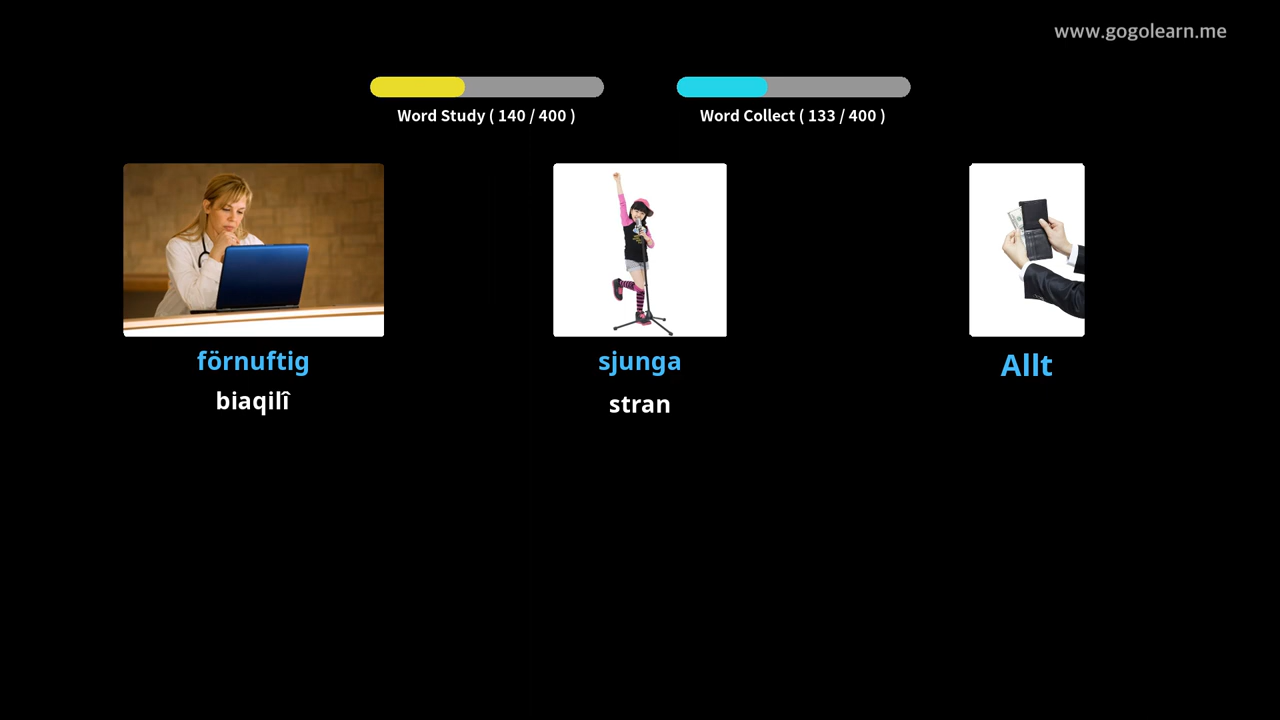 www.gogolearn.me
Word Study ( 140 / 400 )
Word Collect ( 133 / 400 )
förnuftig
biaqilî
sjunga
stran
Allt